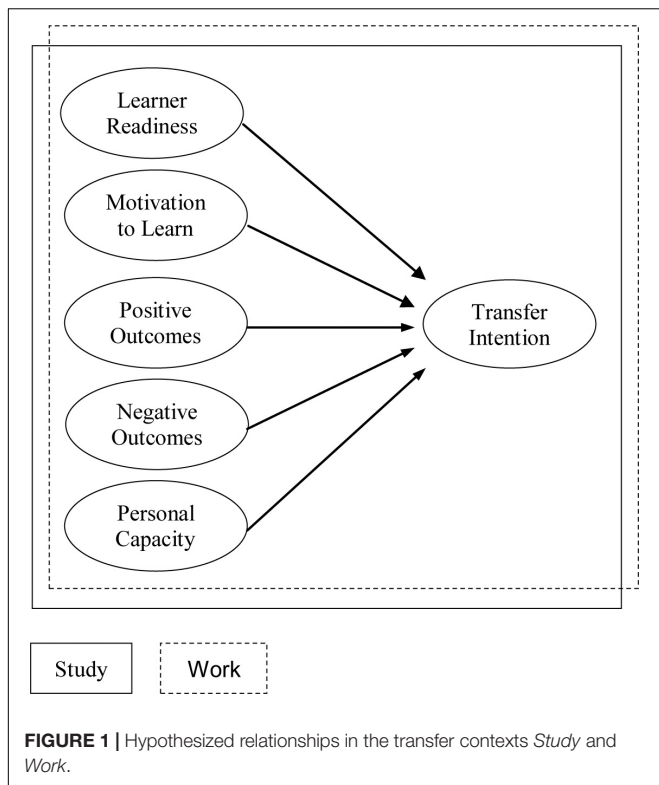 Learner
Readiness
Motivation
to Learn
Positive
Outcomes
Negative
Outcomes
Personal
Capacity
Transfer
Intention
Study
Work
FIGURE 1 | Hypothesized relationships in the transfer contexts Study and
Work.